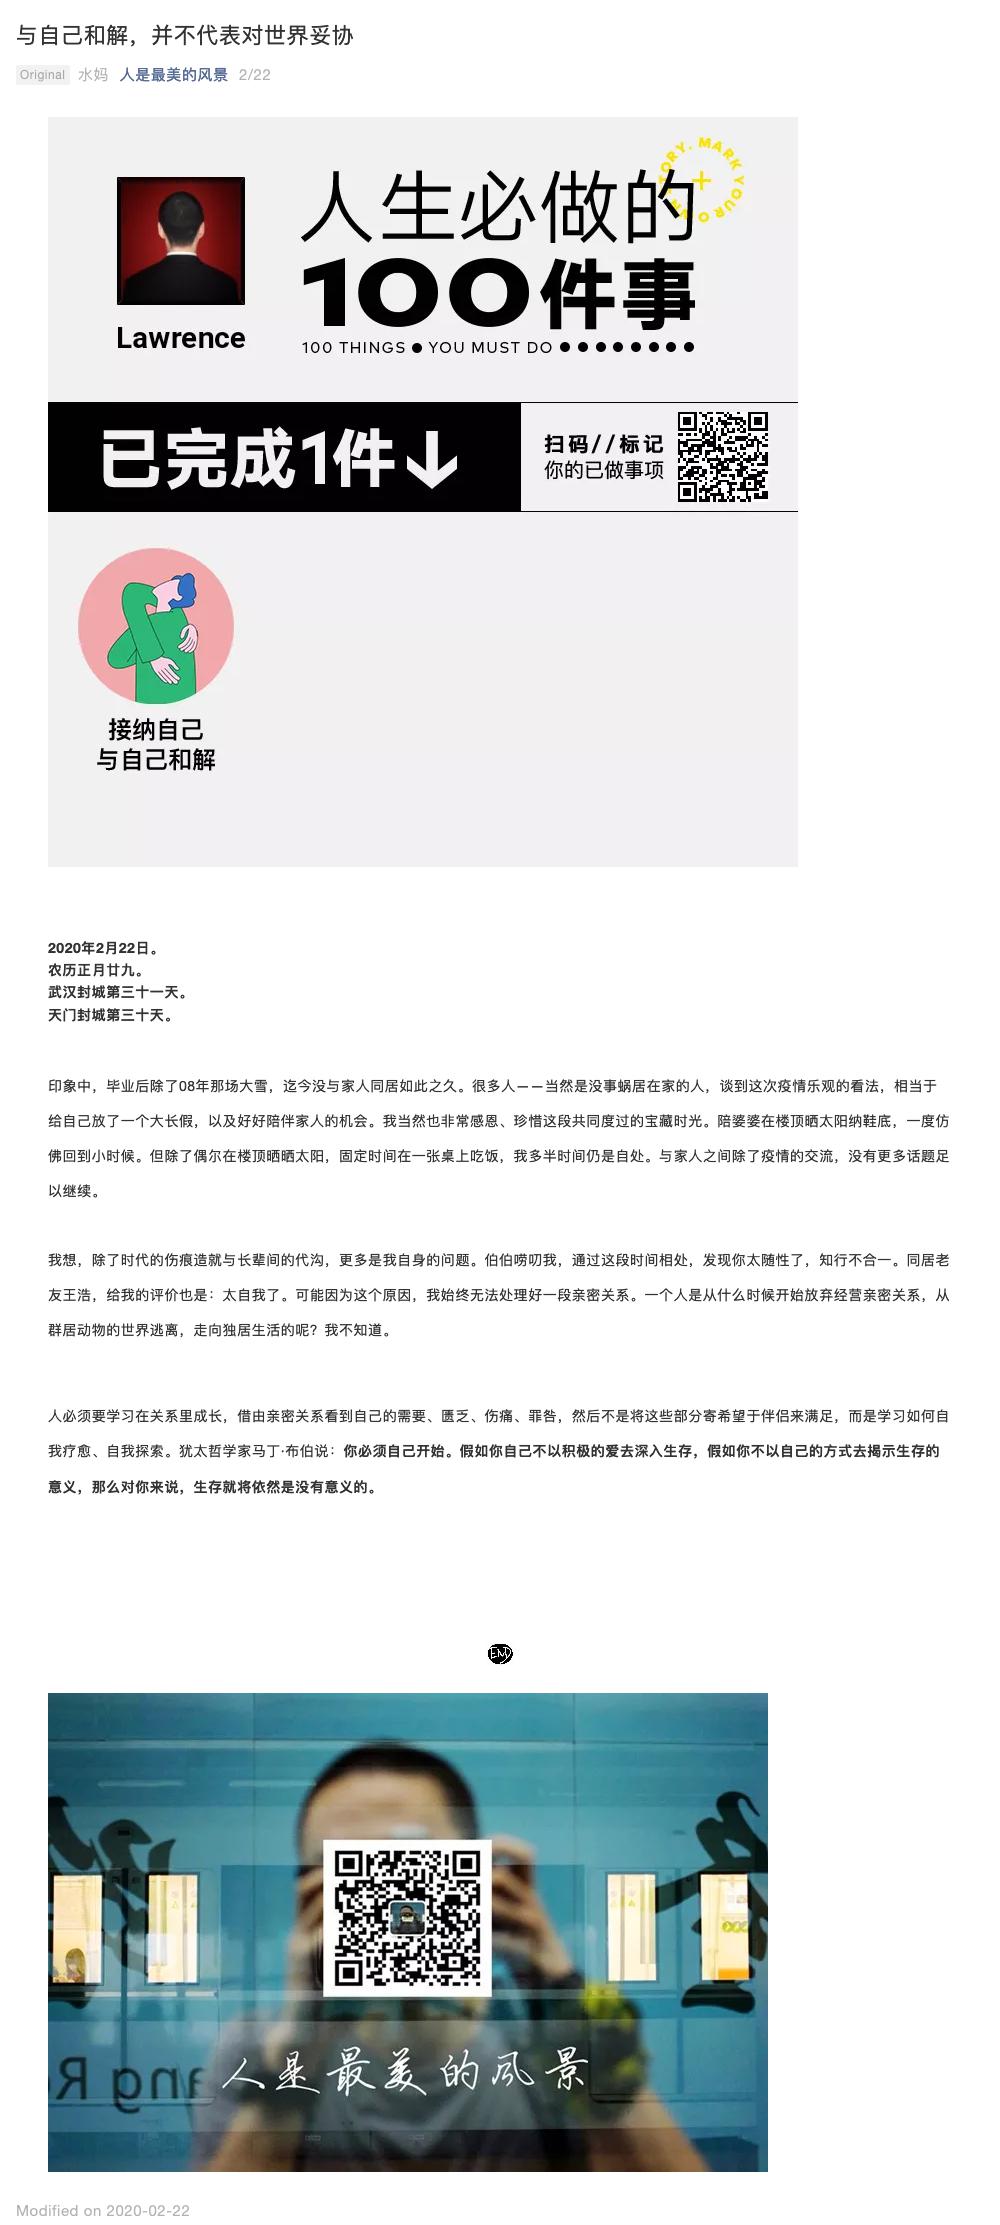 与自己和解，并不代表对世界妥协
Original 水妈 人是最美的风景 2/22
人生必做的
TORY. MARK YOUR OWN
100件事
Lawrence
100 THINGS ● YOU MUST DO ●●●●●●●●
已完成1件↓
扫码//标记
你的已做事项
接纳自己
与自己和解
2020年2月22日。
农历正月廿九。
武汉封城第三十一天。
天门封城第三十天。
印象中，毕业后除了08年那场大雪，迄今没与家人同居如此之久。很多人——当然是没事蜗居在家的人，谈到这次疫情乐观的看法，相当于
给自己放了一个大长假，以及好好陪伴家人的机会。我当然也非常感恩、珍惜这段共同度过的宝藏时光。陪婆婆在楼顶晒太阳纳鞋底，一度仿
佛回到小时候。但除了偶尔在楼顶晒晒太阳，固定时间在一张桌上吃饭，我多半时间仍是自处。与家人之间除了疫情的交流，没有更多话题足
以继续。
我想，除了时代的伤痕造就与长辈间的代沟，更多是我自身的问题。伯伯唠叨我，通过这段时间相处，发现你太随性了，知行不合一。同居老
友王浩，给我的评价也是：太自我了。可能因为这个原因，我始终无法处理好一段亲密关系。一个人是从什么时候开始放弃经营亲密关系，从
群居动物的世界逃离，走向独居生活的呢？我不知道。
人必须要学习在关系里成长，借由亲密关系看到自己的需要、匮乏、伤痛、罪咎，然后不是将这些部分寄希望于伴侣来满足，而是学习如何自
我疗愈、自我探索。犹太哲学家马丁·布伯说：你必须自己开始。假如你自己不以积极的爱去深入生存，假如你不以自己的方式去揭示生存的
意义，那么对你来说，生存就将依然是没有意义的。
END
人是最美的风景
Modified on 2020-02-22